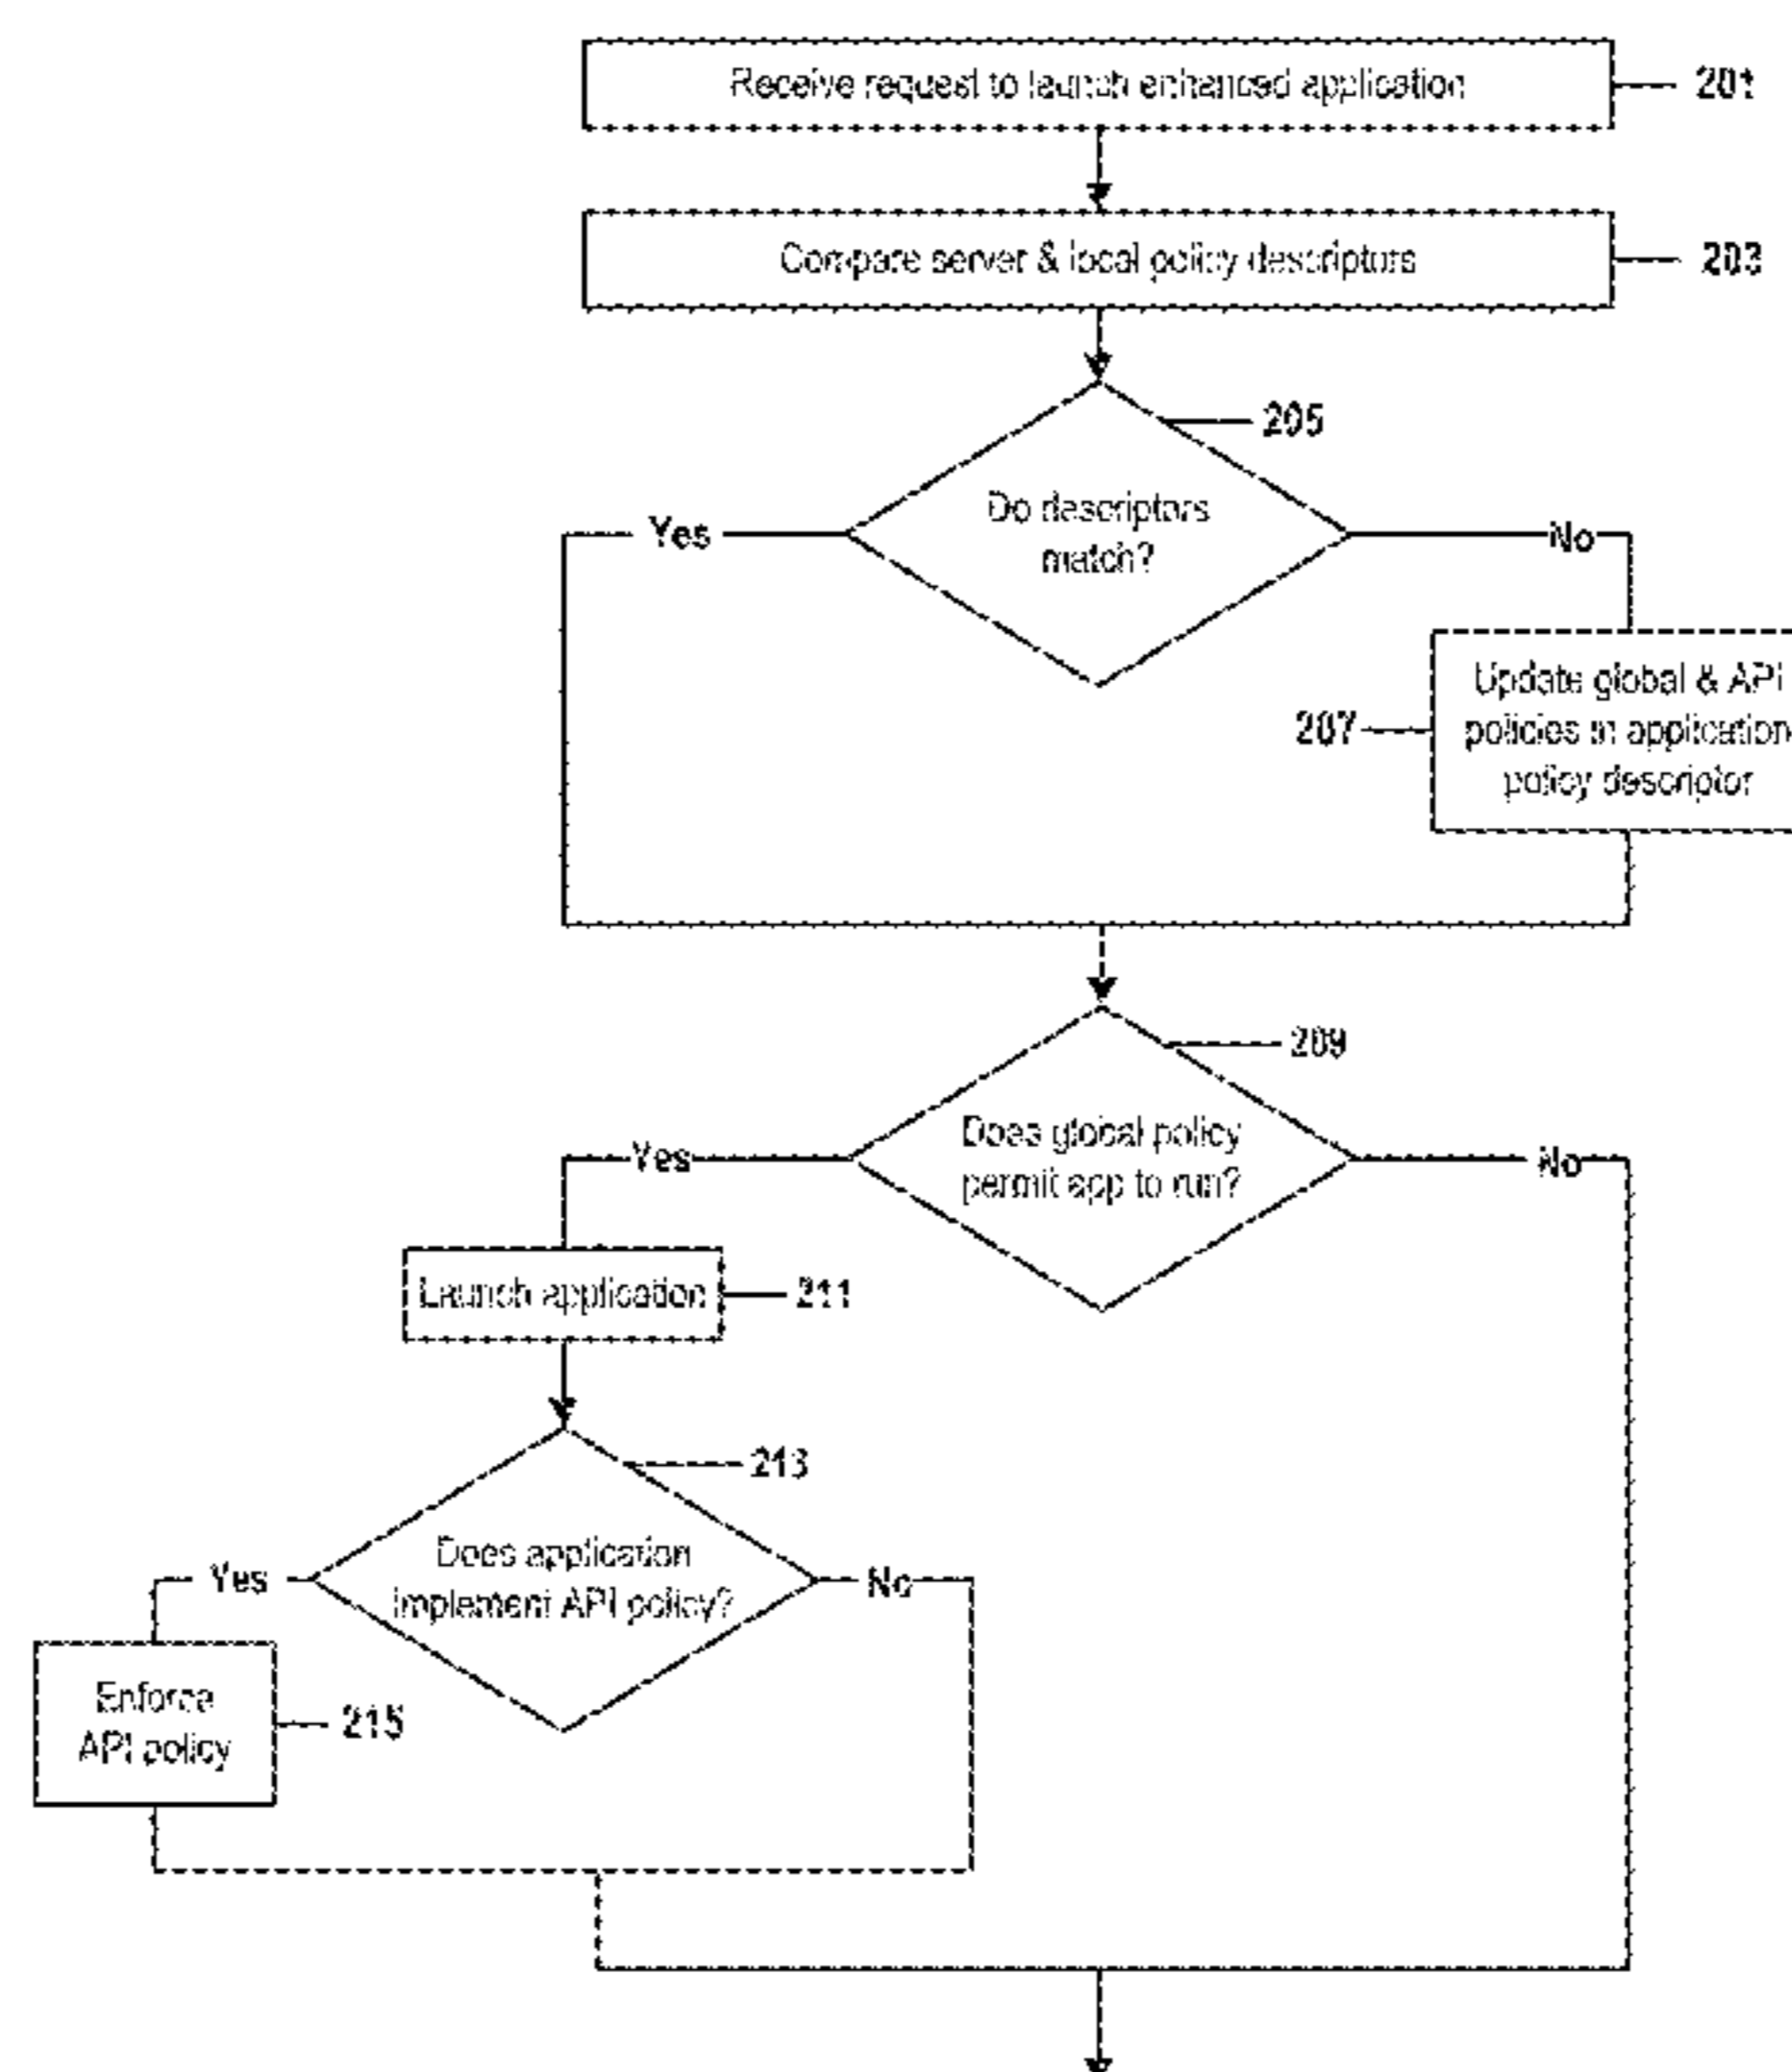 Receive request to launch enhanced application
201
Compare server & local policy descriptors
203
205
Do descriptors
match?
Yes
No
Update global & API
policies in application
policy descriptor
207
209
Does global policy
permit app to run?
Yes
No
Launch application
211
213
Does application
implement API policy?
Yes
No
Enforce
API policy
215